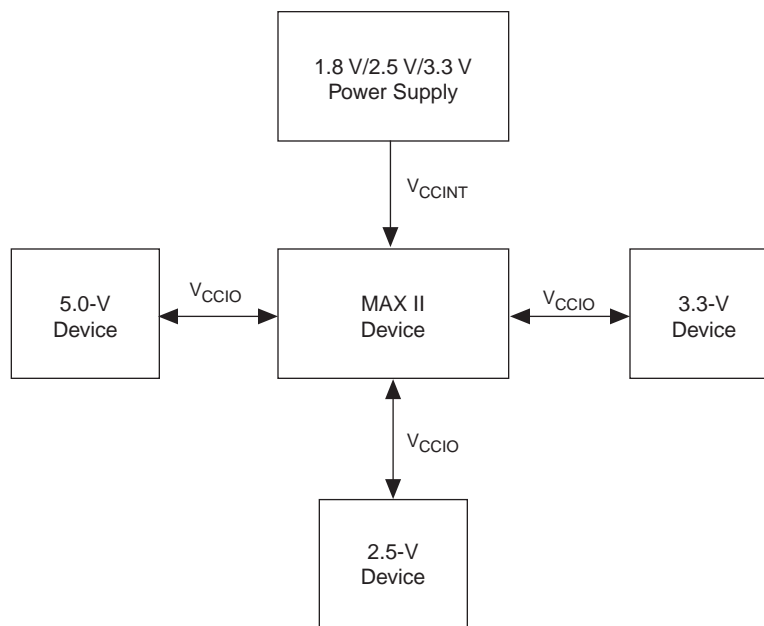 1.8 V/2.5 V/3.3 V
Power Supply
VCCINT
5.0-V
Device
VCCIO
MAX II
Device
VCCIO
3.3-V
Device
VCCIO
2.5-V
Device